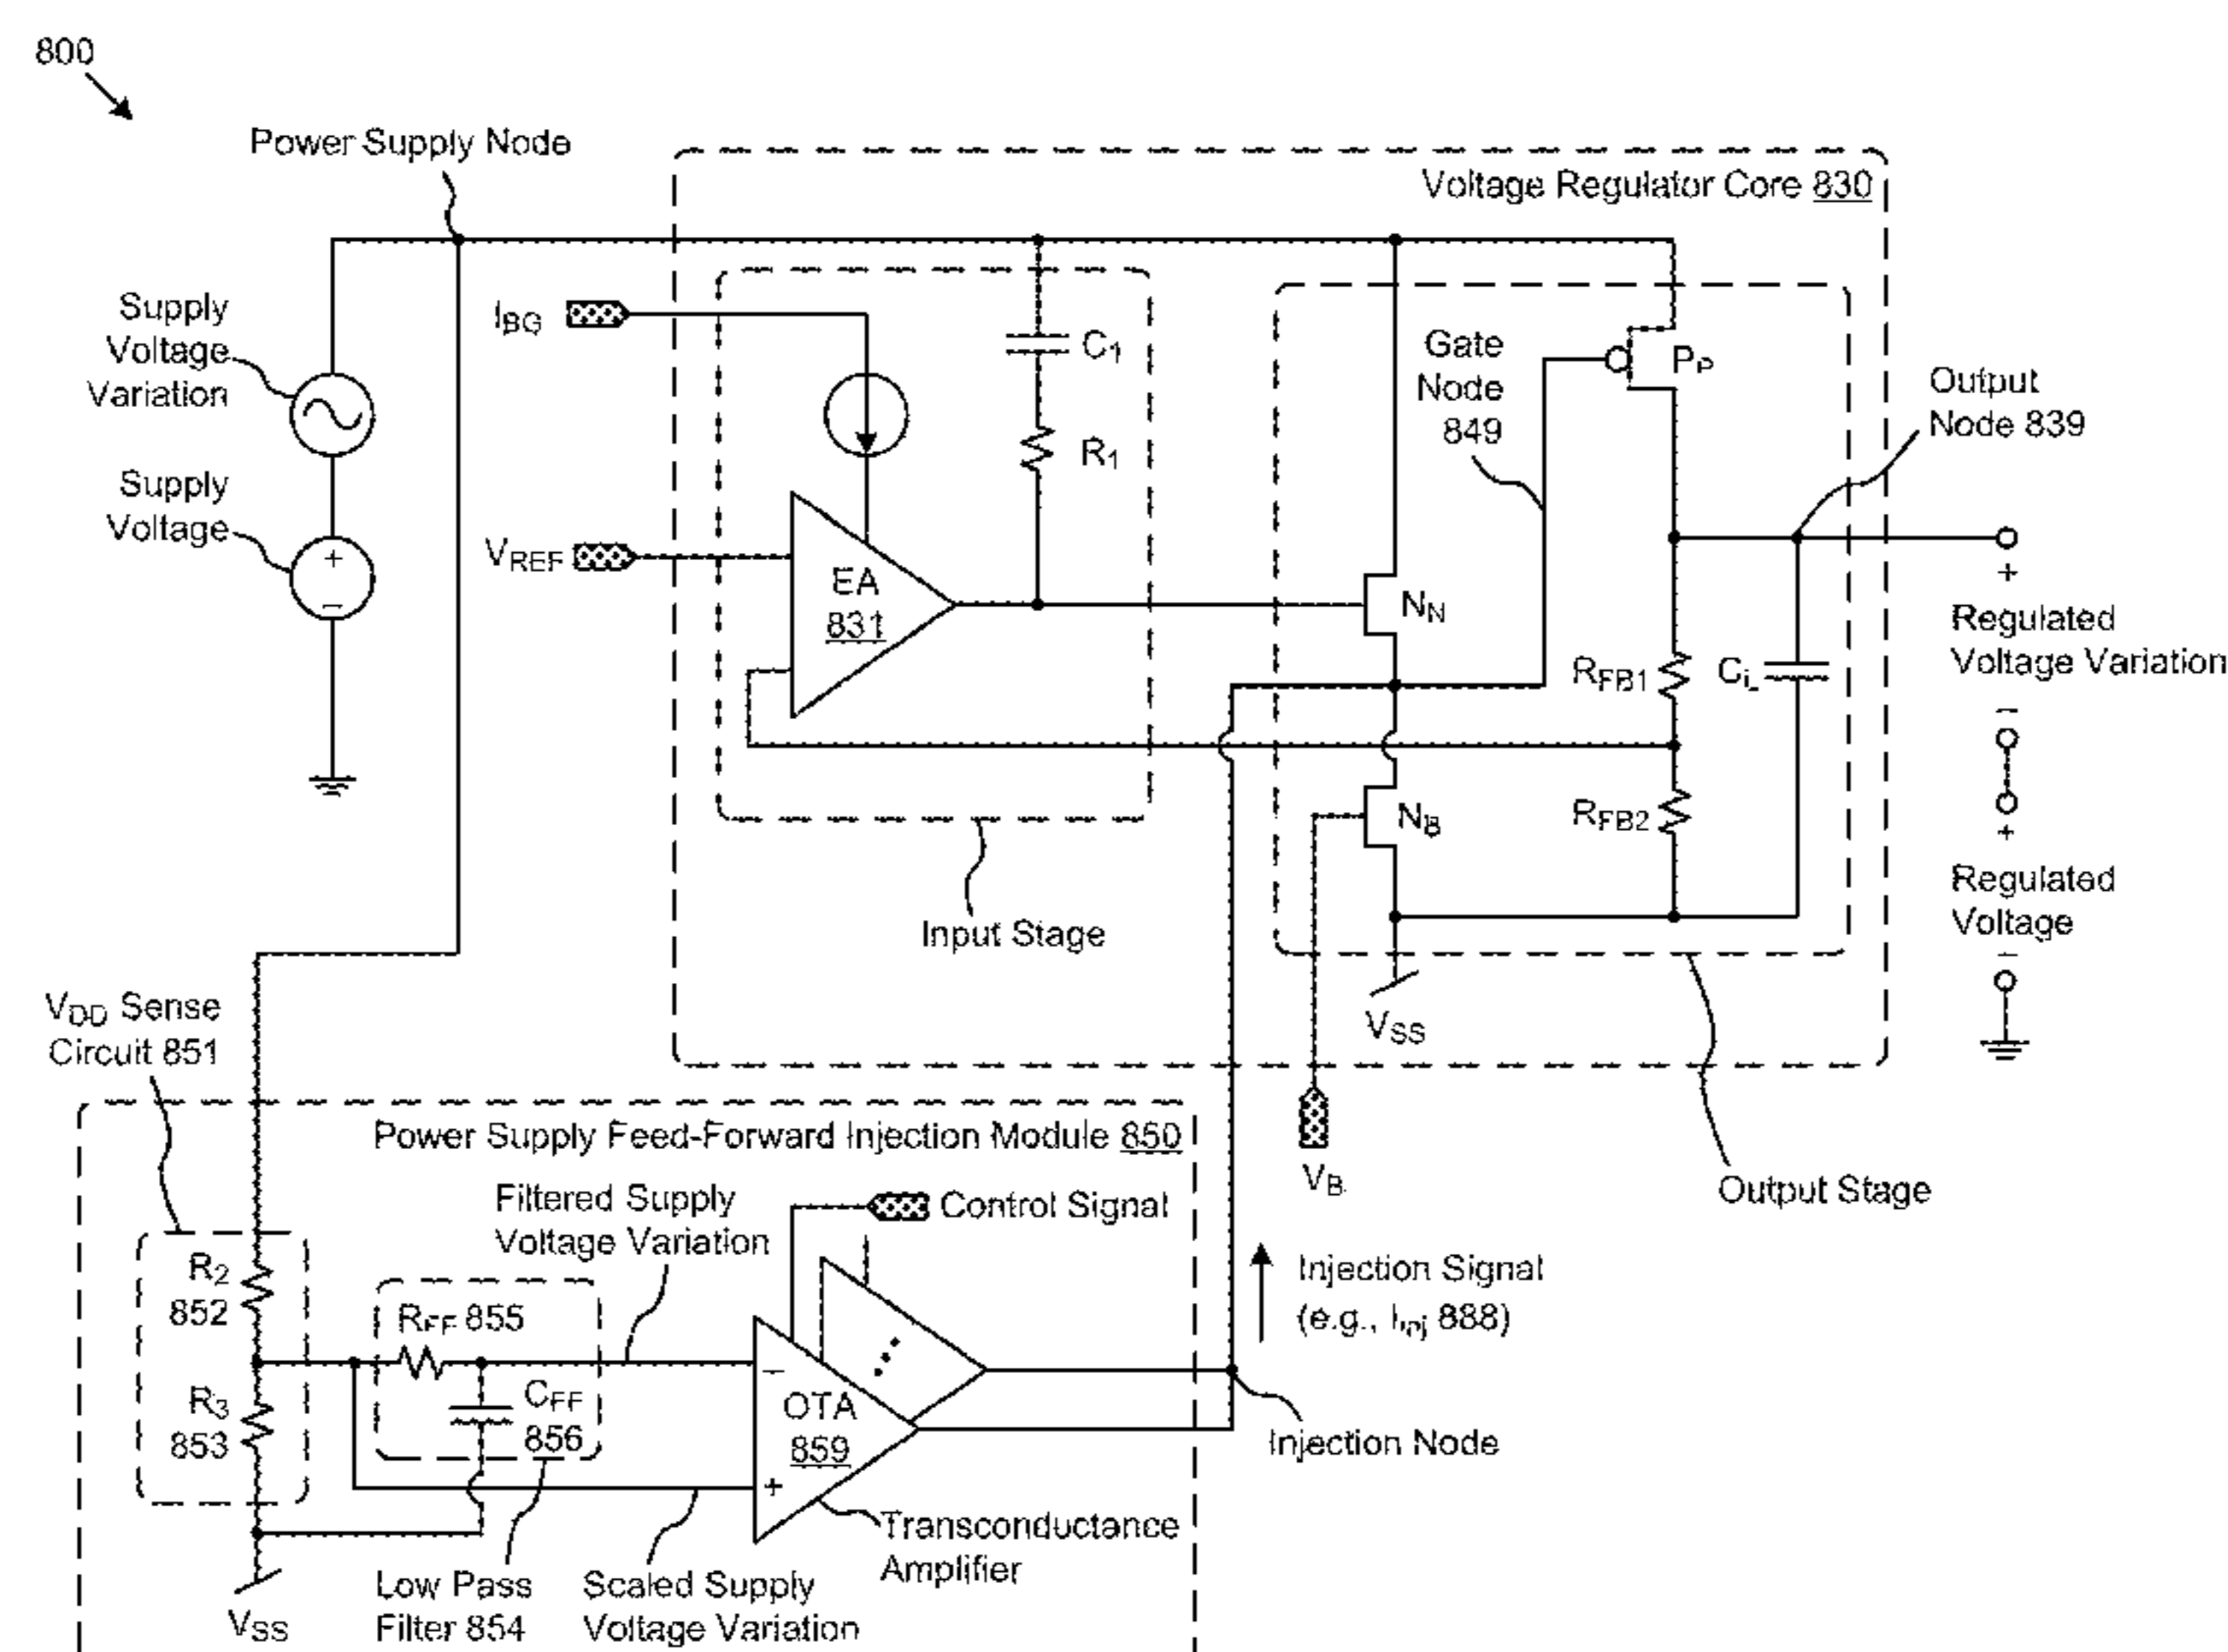 800
Power Supply Node
Voltage Regulator Core 830
Supply
Voltage
Variation
Supply
Voltage
+
−
IBG
VREF
C1
R1
EA
831
Input Stage
Gate
Node
849
PP
NN
NB
RFB1
RFB2
CL
VSS
VB
Output Stage
Output
Node 839
+
Regulated
Voltage Variation
−
+
Regulated
Voltage
−
VDD Sense
Circuit 851
Power Supply Feed-Forward Injection Module 850
Filtered Supply
Voltage Variation
Control Signal
R2
852
R3
853
RFF 855
CFF
856
−
OTA
859
+
Injection Signal
(e.g., Iinj 888)
Injection Node
Transconductance
Amplifier
Low Pass
Filter 854
Scaled Supply
Voltage Variation
VSS